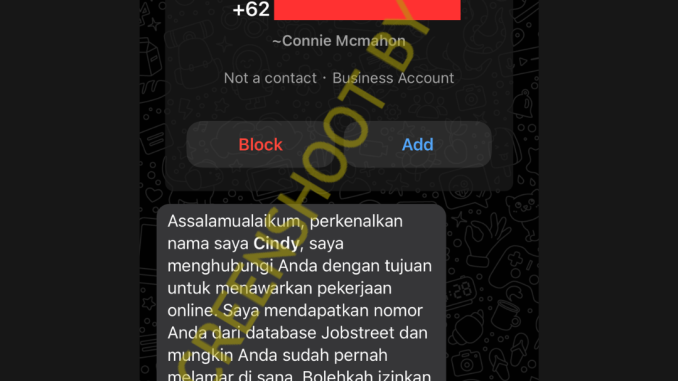 +62
~Connie Mcmahon
Not a contact · Business Account
Block
Add
Assalamualaikum, perkenalkan
nama saya Cindy, saya
menghubungi Anda dengan tujuan
untuk menawarkan pekerjaan
online. Saya mendapatkan nomor
Anda dari database Jobstreet dan
mungkin Anda sudah pernah
melamar di sana. Bolehkah izinkan
CREENSHOOT BY